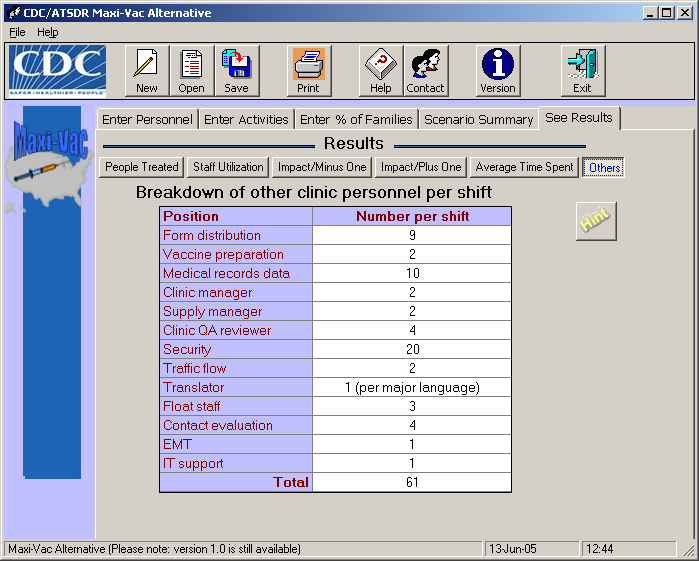 CDC/ATSDR Maxi-Vac Alternative
File Help
CDC
SAFER • HEALTHIER • PEOPLE
New Open Save Print Help Contact Version Exit
Maxi-Vac
Enter Personnel Enter Activities Enter % of Families Scenario Summary See Results
Results
People Treated Staff Utilization Impact/Minus One Impact/Plus One Average Time Spent Others
Breakdown of other clinic personnel per shift
Hint
Position Number per shift
Form distribution 9
Vaccine preparation 2
Medical records data 10
Clinic manager 2
Supply manager 2
Clinic QA reviewer 4
Security 20
Traffic flow 2
Translator 1 (per major language)
Float staff 3
Contact evaluation 4
EMT 1
IT support 1
Total 61
Maxi-Vac Alternative (Please note: version 1.0 is still available) 13-Jun-05 12:44